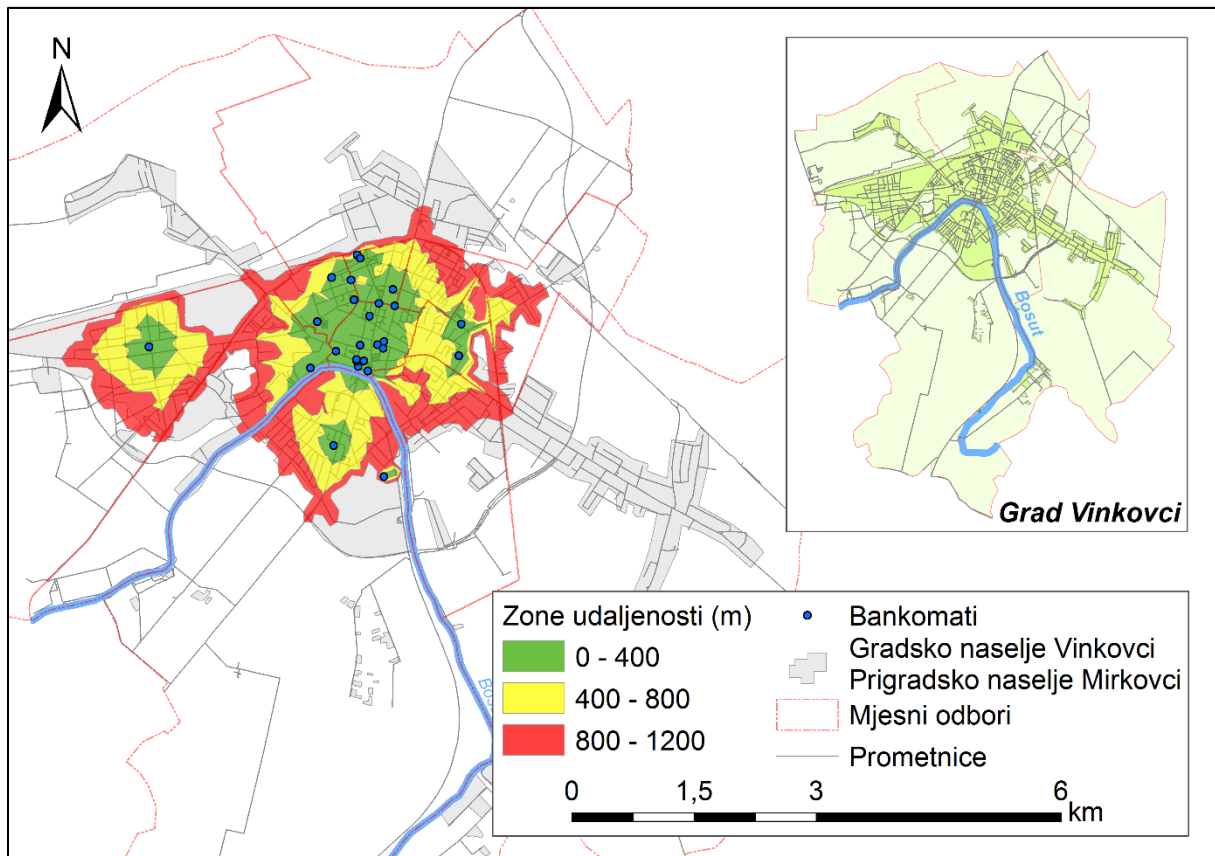 N
Bosut
Grad Vinkovci
Zone udaljenosti (m)
0 - 400
400 - 800
800 - 1200
Bankomati
Gradsko naselje Vinkovci
Prigradsko naselje Mirkovci
Mjesni odbori
Prometnice
0 1,5 3 6
km